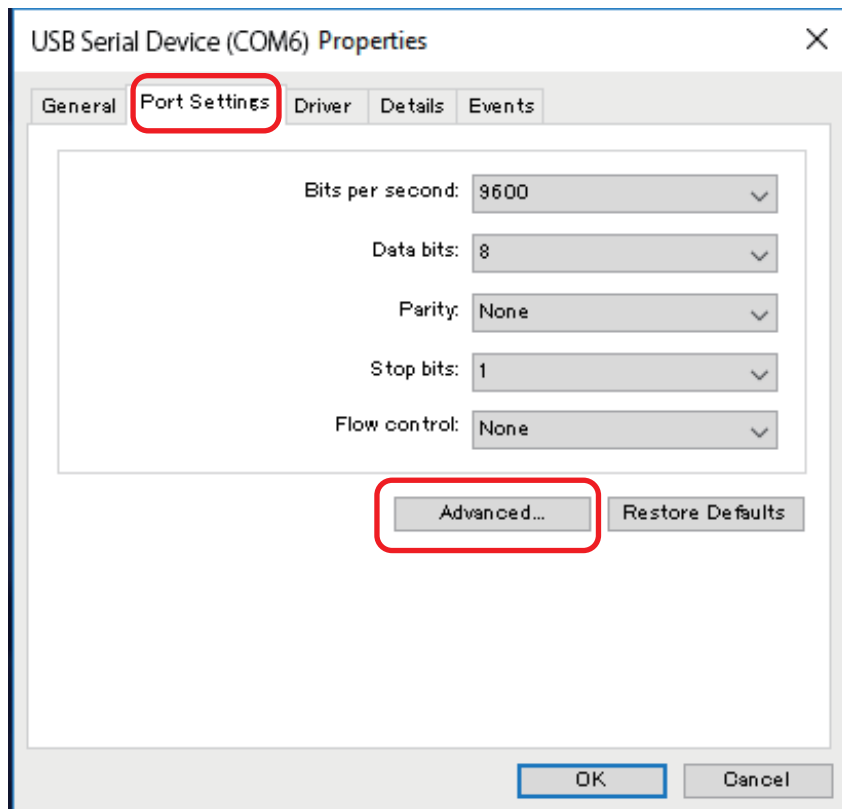 USB Serial Device (COM6) Properties
General Port Settings Driver Details Events
Bits per second: 9600
Data bits: 8
Parity: None
Stop bits: 1
Flow control: None
Advanced... Restore Defaults
OK Cancel